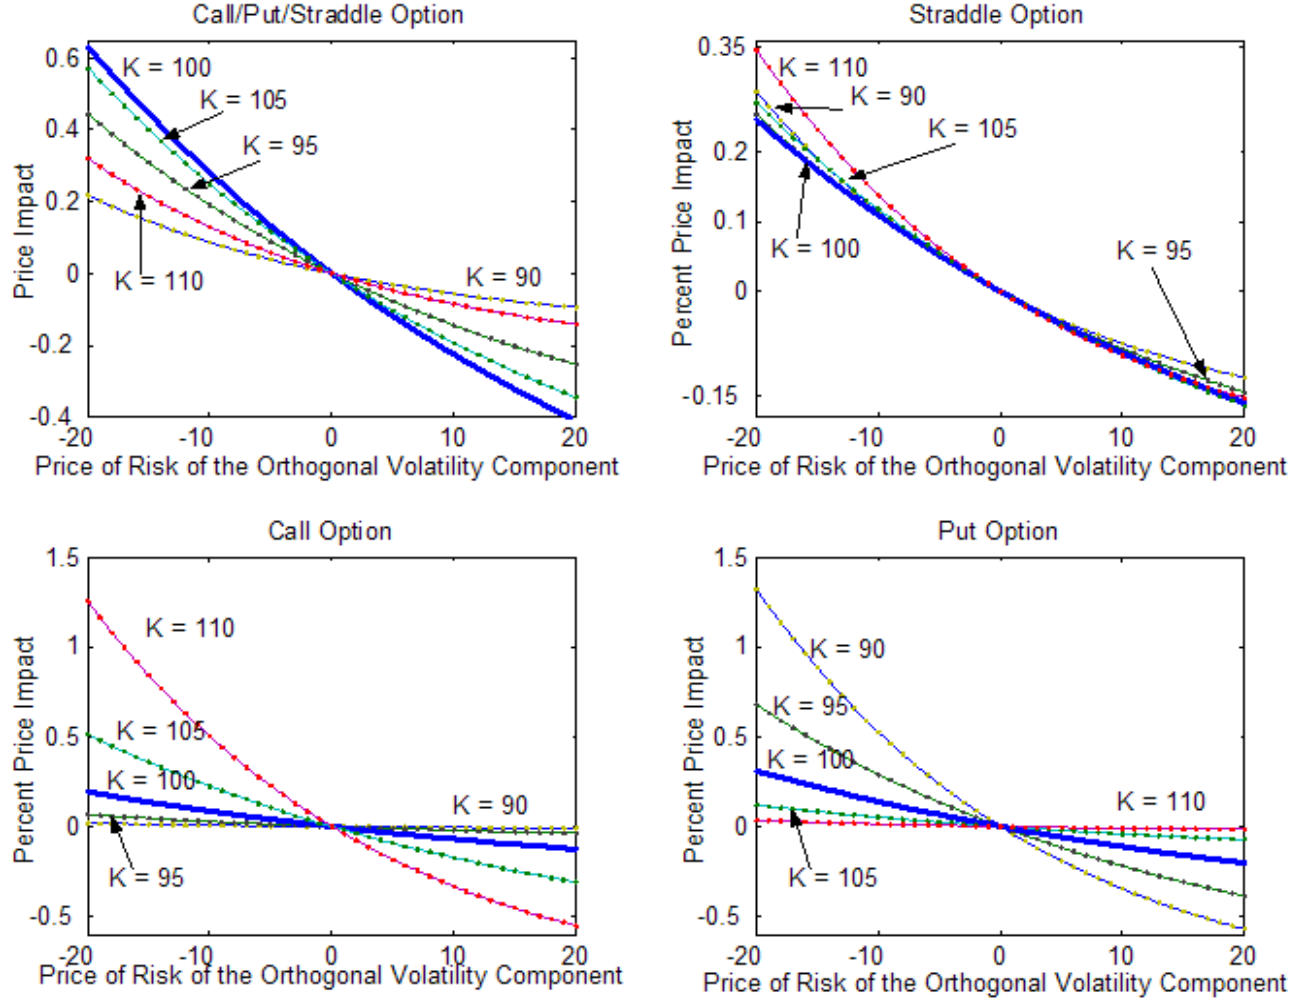 Call/Put/Straddle Option
Price Impact
0.6
0.4
0.2
0
-0.2
-0.4
K = 100
K = 105
K = 95
K = 110
K = 90
-20 -10 0 10 20
Price of Risk of the Orthogonal Volatility Component
Straddle Option
Percent Price Impact
0.35
0.2
0.1
0
-0.15
K = 110
K = 90
K = 105
K = 100
K = 95
-20 -10 0 10 20
Price of Risk of the Orthogonal Volatility Component
Call Option
Percent Price Impact
1.5
1
0.5
0
-0.5
K = 110
K = 105
K = 100
K = 90
K = 95
-20 -10 0 10 20
Price of Risk of the Orthogonal Volatility Component
Put Option
Percent Price Impact
1.5
1
0.5
0
-0.5
K = 90
K = 95
K = 100
K = 110
K = 105
-20 -10 0 10 20
Price of Risk of the Orthogonal Volatility Component